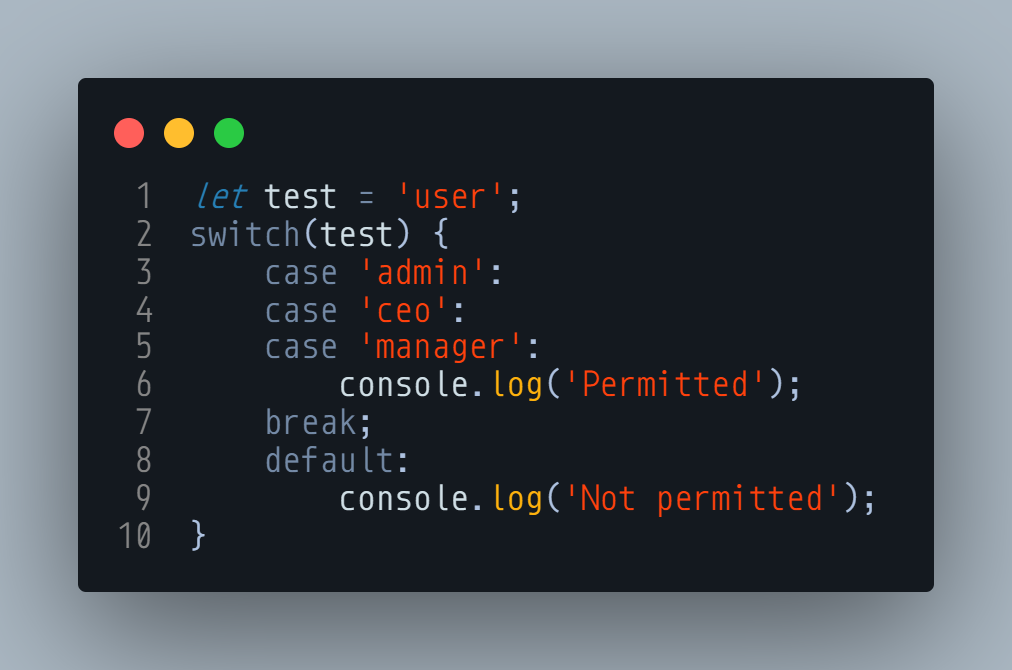 1 let test = 'user';
2 switch(test) {
3     case 'admin':
4     case 'ceo':
5     case 'manager':
6         console.log('Permitted');
7     break;
8     default:
9         console.log('Not permitted');
10 }